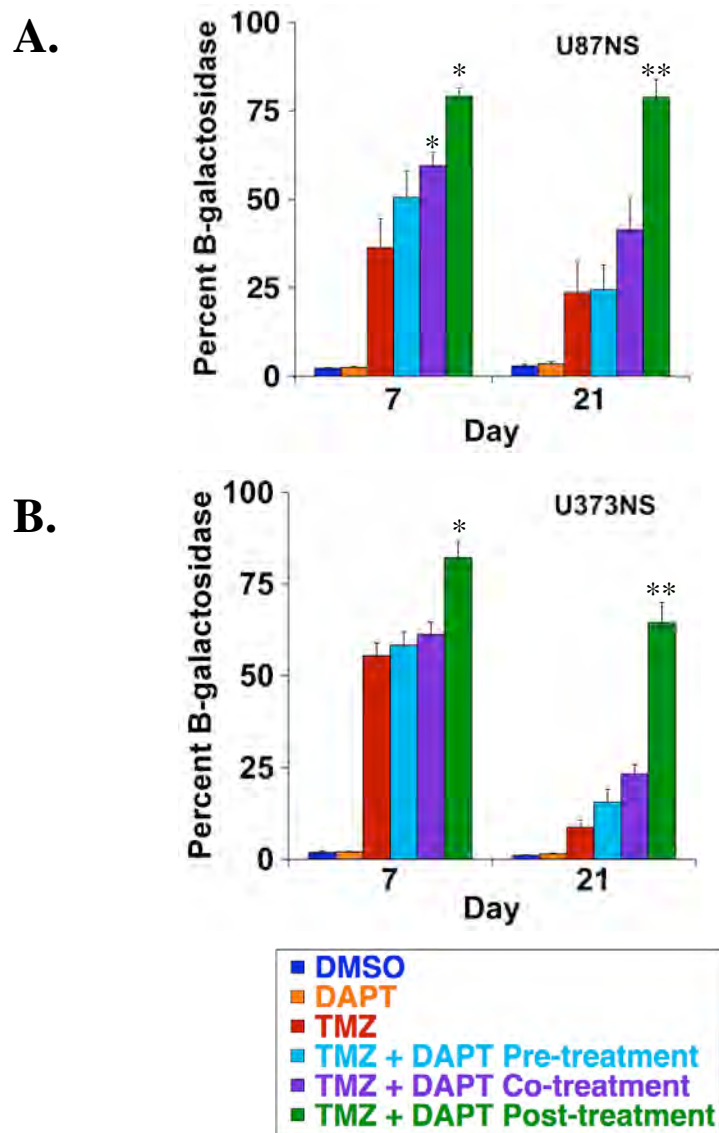 A.
100
75
50
25
0
Percent B-galactosidase
U87NS
*
*
**
7
21
Day
B.
100
75
50
25
0
Percent B-galactosidase
U373NS
*
**
7
21
Day
DMSO
DAPT
TMZ
TMZ + DAPT Pre-treatment
TMZ + DAPT Co-treatment
TMZ + DAPT Post-treatment